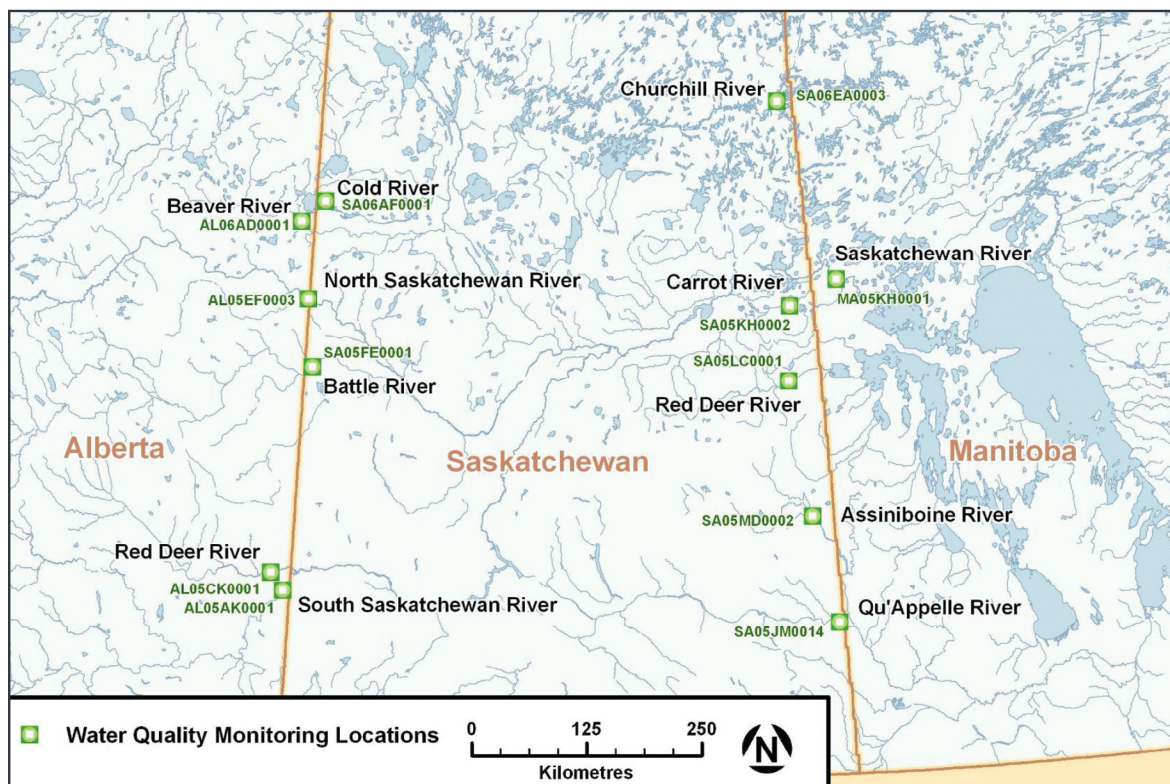 Churchill River
SA06EA0003
Cold River
SA06AF0001
Beaver River
AL06AD0001
Saskatchewan River
MA05KH0001
North Saskatchewan River
AL05EF0003
Carrot River
SA05KH0002
SA05FE0001
Battle River
SA05LC0001
Red Deer River
Alberta
Saskatchewan
Manitoba
SA05MD0002
Assiniboine River
Red Deer River
AL05CK0001
AL05AK0001
South Saskatchewan River
Qu'Appelle River
SA05JM0014
Water Quality Monitoring Locations
0 125 250
Kilometres
N